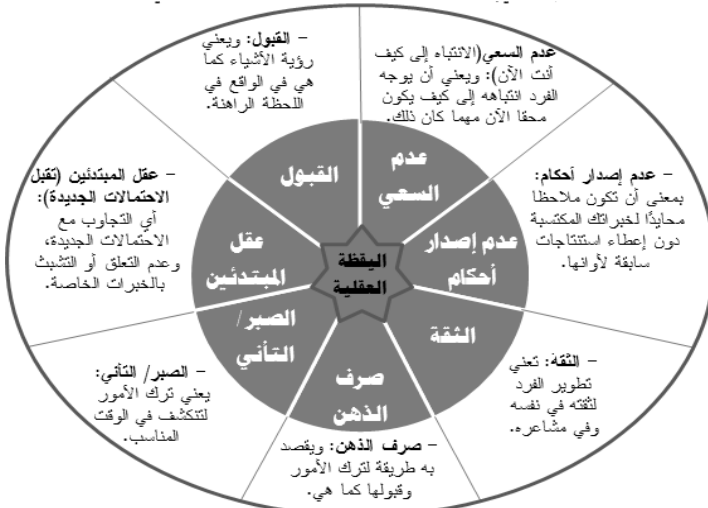 – القبول: ويعني
رؤية الأشياء كما
هي في الواقع في
اللحظة الراهنة.
عدم السعي(الانتباه إلى كيف
أنت الآن): ويعني أن يوجه
الفرد انتباهه إلى كيف يكون
محقا الآن مهما كان ذلك.
– عدم إصدار أحكام:
بمعنى أن تكون ملاحظا
محايدًا لخبراتك المكتسبة
دون إعطاء استنتاجات
سابقة لأوانها.
– الثقة: تعني
تطوير الفرد
لثقته في نفسه
وفي مشاعره.
– صرف الذهن: ويقصد
به طريقة لترك الأمور
وقبولها كما هي.
– الصبر/ التأني:
يعني ترك الأمور
لتنكشف في الوقت
المناسب.
– عقل المبتدئين (تقبل
الاحتمالات الجديدة):
أي التجاوب مع
الاحتمالات الجديدة،
وعدم التعلق أو التشبث
بالخبرات الخاصة.
القبول
عدم
السعي
عدم إصدار
أحكام
الثقة
صرف
الذهن
الصبر/
التأني
عقل
المبتدئين
اليقظة
العقلية